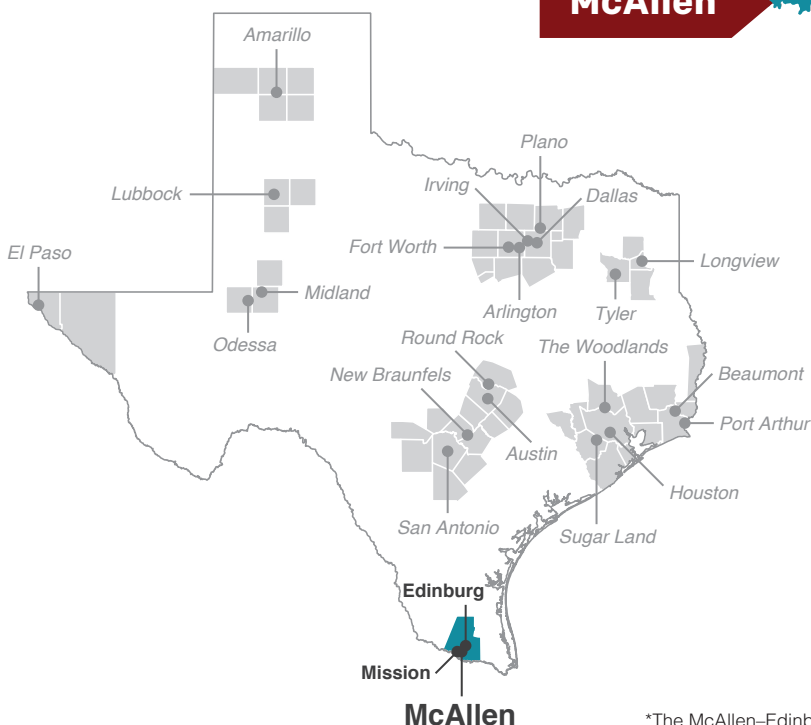 McAllen
Amarillo
Plano
Irving
Dallas
Lubbock
Fort Worth
El Paso
Longview
Midland
Arlington
Tyler
Odessa
Round Rock
The Woodlands
New Braunfels
Beaumont
Port Arthur
Austin
Houston
San Antonio
Sugar Land
Edinburg
Mission
McAllen
*The McAllen–Edinb